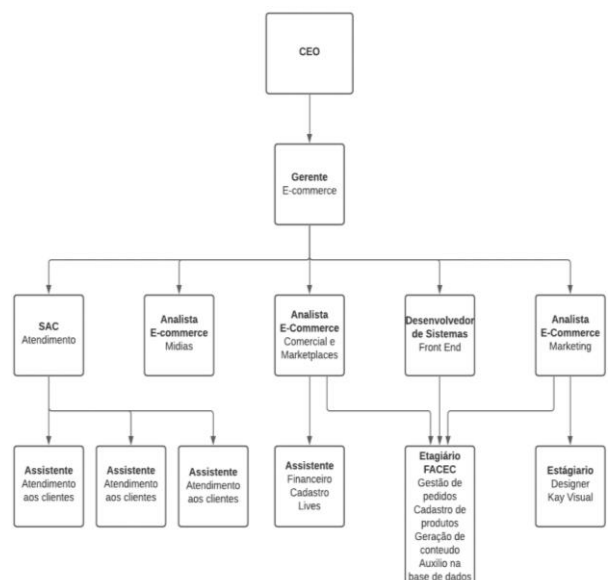 CEO
Gerente
E-commerce
SAC
Atendimento
Analista
E-commerce
Midias
Analista
E-Commerce
Comercial e
Marketplaces
Desenvolvedor
de Sistemas
Front End
Analista
E-Commerce
Marketing
Assistente
Atendimento
aos clientes
Assistente
Atendimento
aos clientes
Assistente
Atendimento
aos clientes
Assistente
Financeiro
Cadastro
Lives
Etagiário
FACEC
Gestão de
pedidos
Cadastro de
produtos
Geração de
conteudo
Auxilio na
base de dados
Estágiario
Designer
Kay Visual